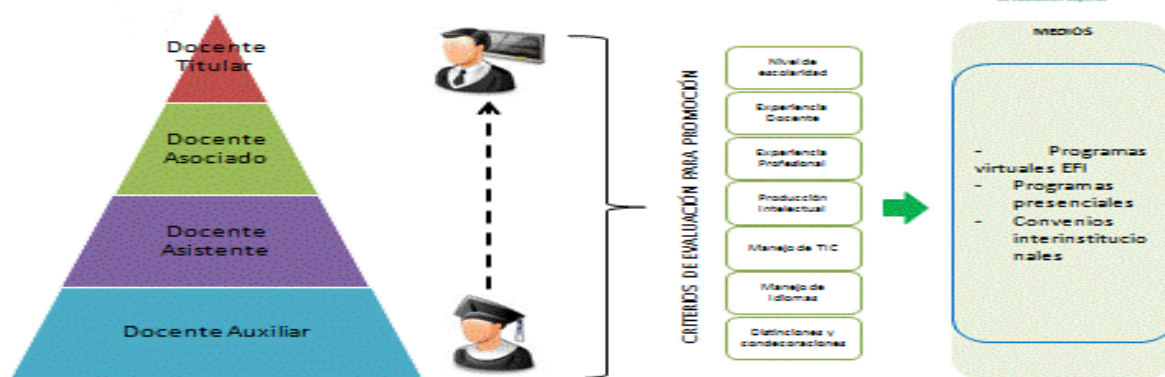 Docente
Titular
Docente
Asociado
Docente
Asistente
Docente Auxiliar
CRITERIOS DE EVALUACIÓN PARA PROMOCIÓN
Nivel de
escolaridad
Experiencia
Docente
Experiencia
Profesional
Producción
Intelectual
Manejo de TIC
Manejo de
Idiomas
Distinciones y
condecoraciones
MEDIOS
- Programas
virtuales EFI
- Programas
presenciales
- Convenios
interinstitucio
nales